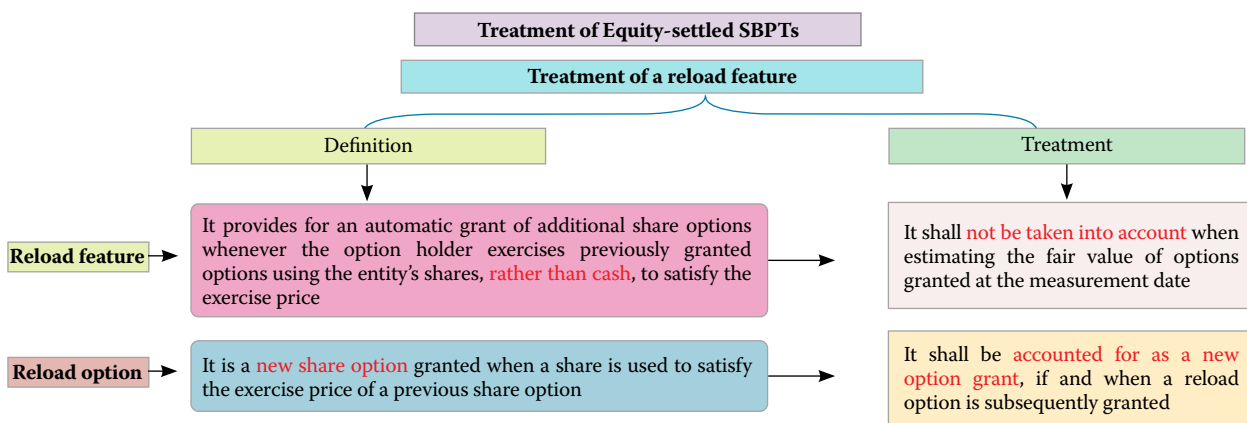 Treatment of Equity-settled SBPTs
Treatment of a reload feature
Definition
Treatment
Reload feature
It provides for an automatic grant of additional share options
whenever the option holder exercises previously granted
options using the entity's shares, rather than cash, to satisfy the
exercise price
It shall not be taken into account when
estimating the fair value of options
granted at the measurement date
Reload option
It is a new share option granted when a share is used to satisfy
the exercise price of a previous share option
It shall be accounted for as a new
option grant, if and when a reload
option is subsequently granted